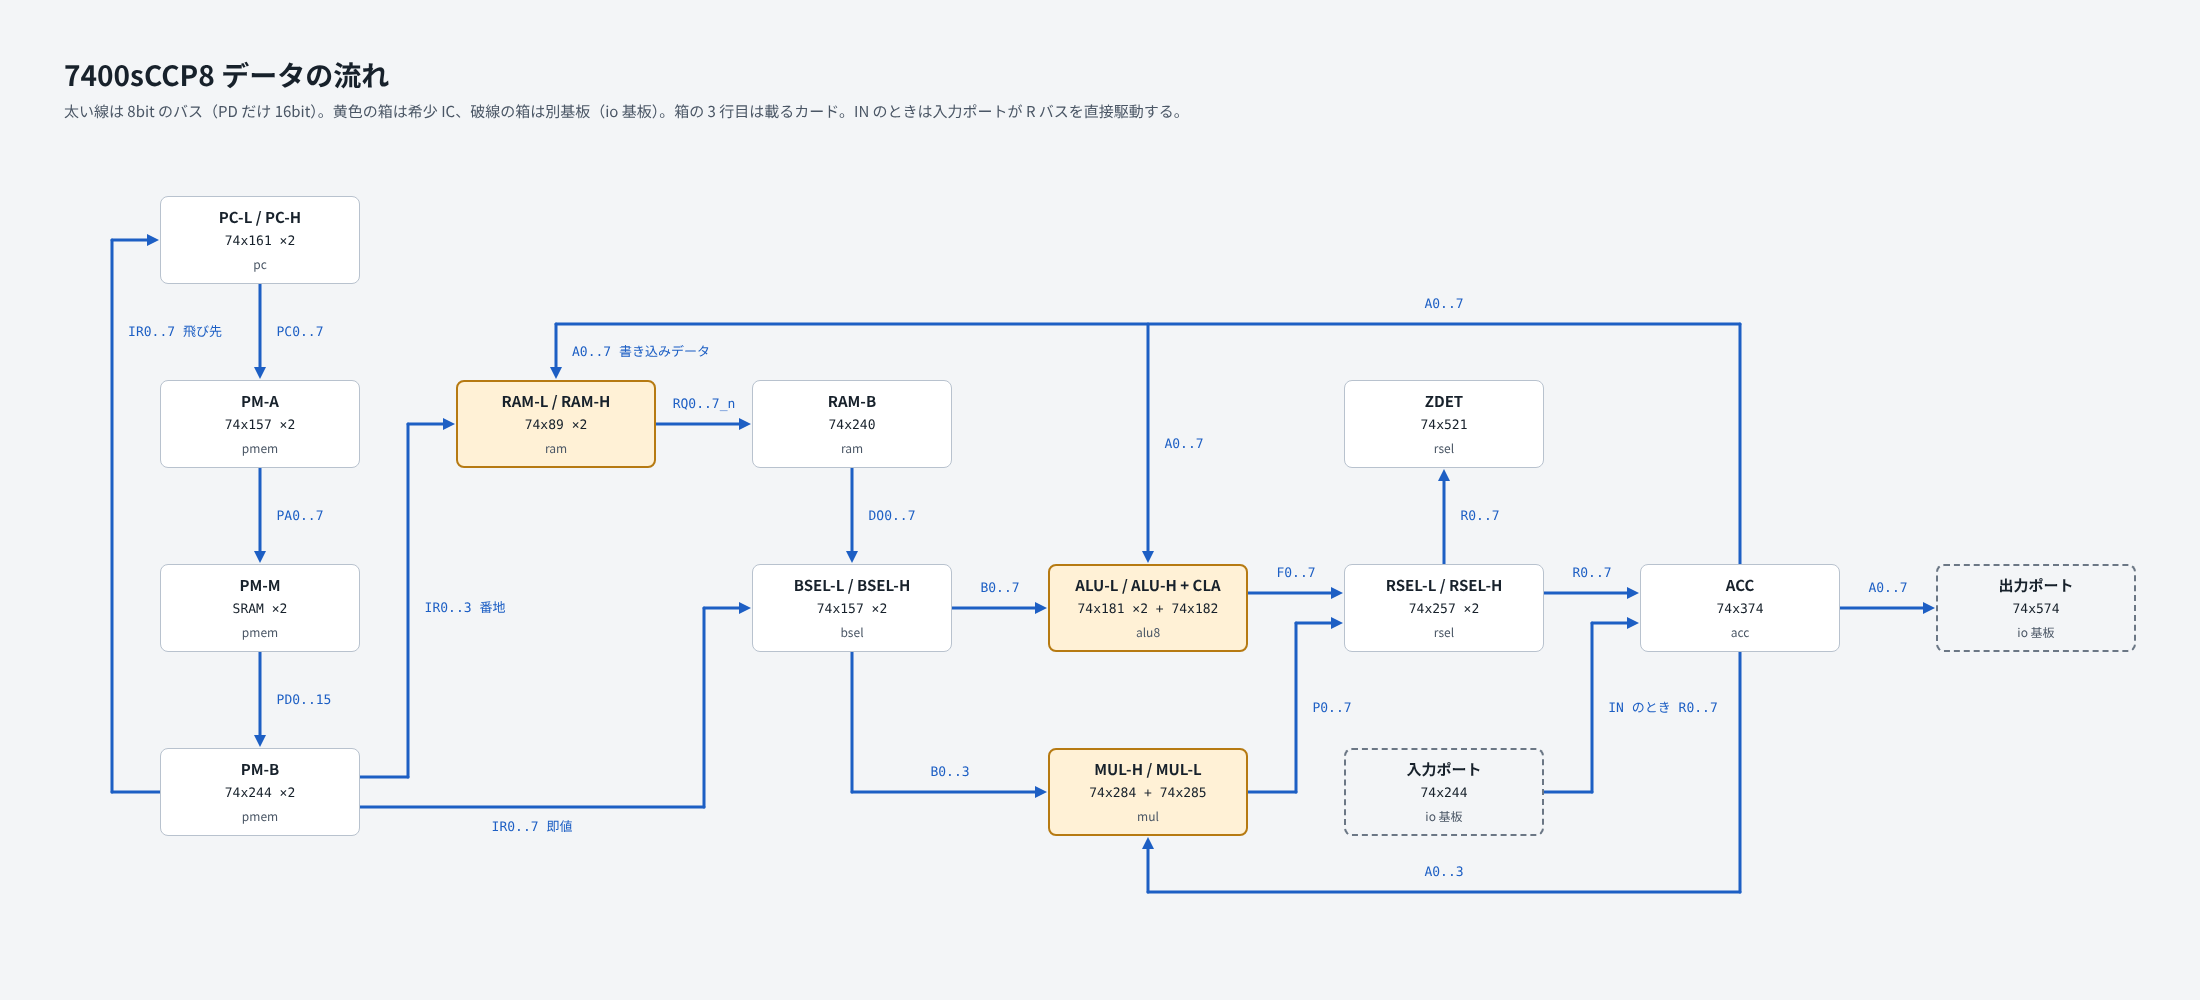 7400sCCP8 データの流れ
太い線は 8bit のバス（PD だけ 16bit）。黄色の箱は希少 IC、破線の箱は別基板（io 基板）。箱の 3 行目は載るカード。IN のときは入力ポートが R バスを直接駆動する。
PC-L / PC-H
74x161 ×2
pc
IR0..7 飛び先
PC0..7
A0..7
A0..7 書き込みデータ
PM-A
74x157 ×2
pmem
RAM-L / RAM-H
74x89 ×2
ram
RQ0..7_n
RAM-B
74x240
ram
A0..7
ZDET
74x521
rsel
PA0..7
DO0..7
R0..7
PM-M
SRAM ×2
pmem
IR0..3 番地
BSEL-L / BSEL-H
74x157 ×2
bsel
B0..7
ALU-L / ALU-H + CLA
74x181 ×2 + 74x182
alu8
F0..7
RSEL-L / RSEL-H
74x257 ×2
rsel
R0..7
ACC
74x374
acc
A0..7
出力ポート
74x574
io 基板
PD0..15
P0..7
IN のとき R0..7
PM-B
74x244 ×2
pmem
IR0..7 即値
B0..3
MUL-H / MUL-L
74x284 + 74x285
mul
入力ポート
74x244
io 基板
A0..3